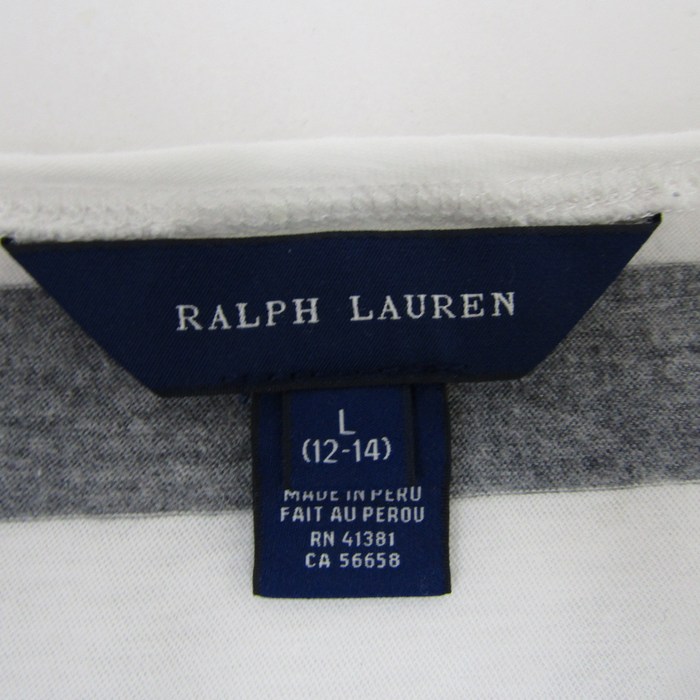 RALPH LAUREN
L
(12-14)
MADE IN PERU
FAIT AU PEROU
RN 41381
CA 56658